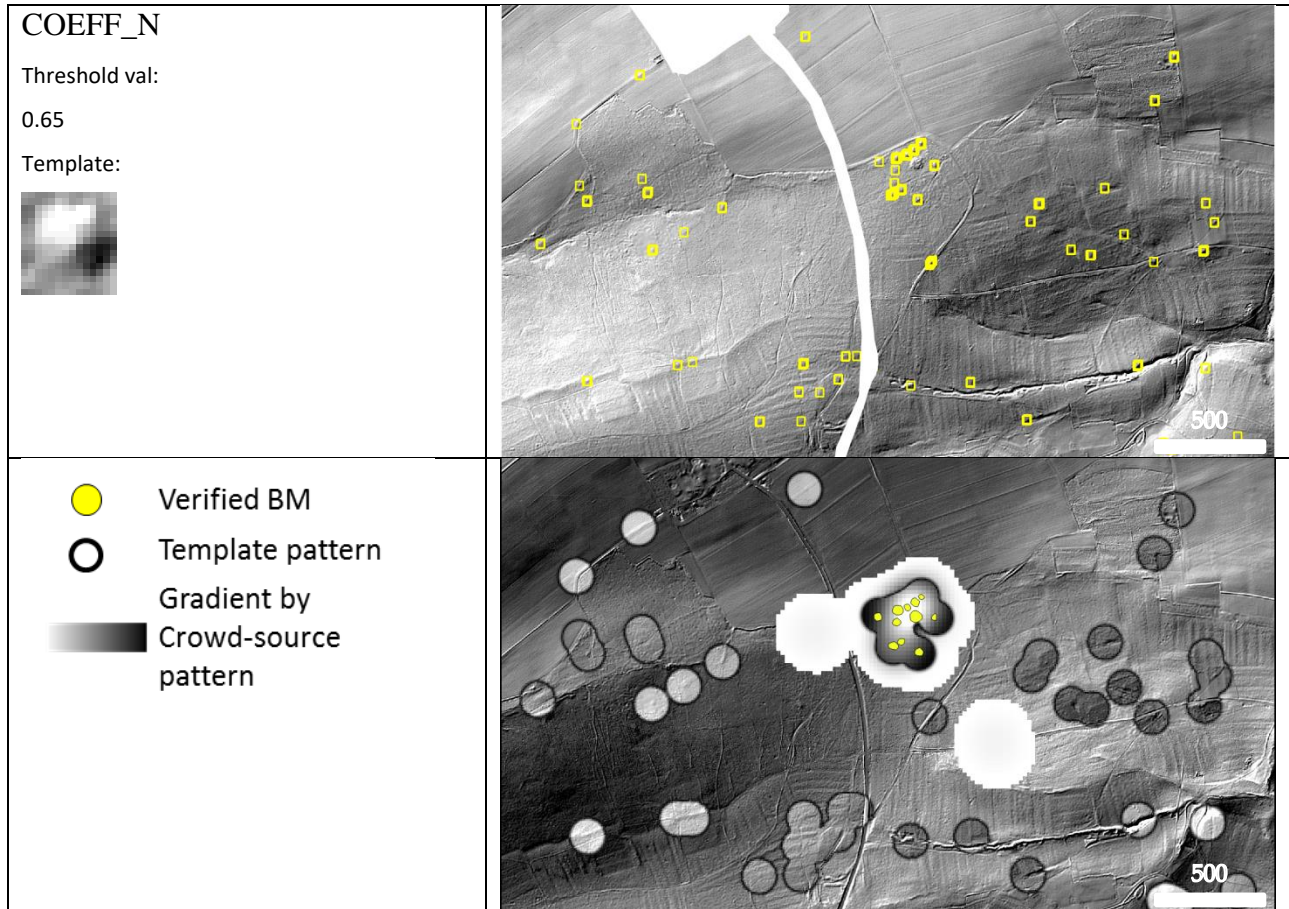 COEFF_N
Threshold val:
0.65
Template:
500
Verified BM
Template pattern
Gradient by
Crowd-source
pattern
500